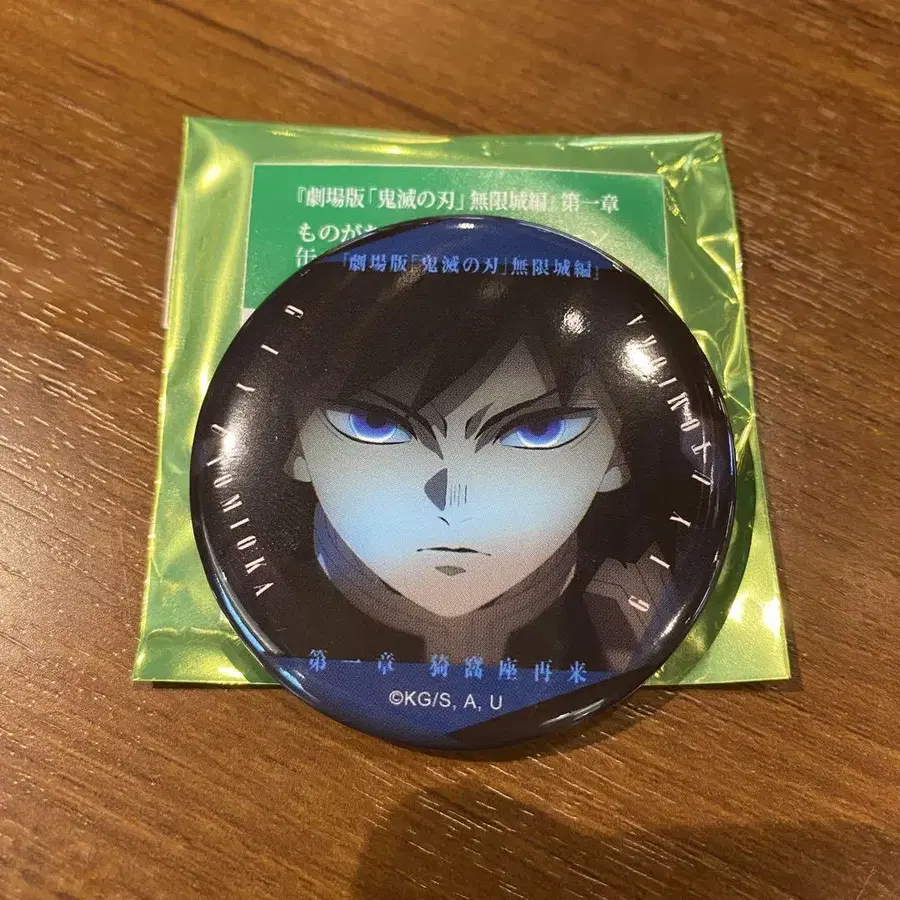 『劇場版「鬼滅の刃」無限城編』第一章
ものがた
缶
『劇場版「鬼滅の刃」無限城編』
GIYU TOMIOKA
GIYU TOMIOKA
第一章 猗窩座再来
©KG/S, A, U